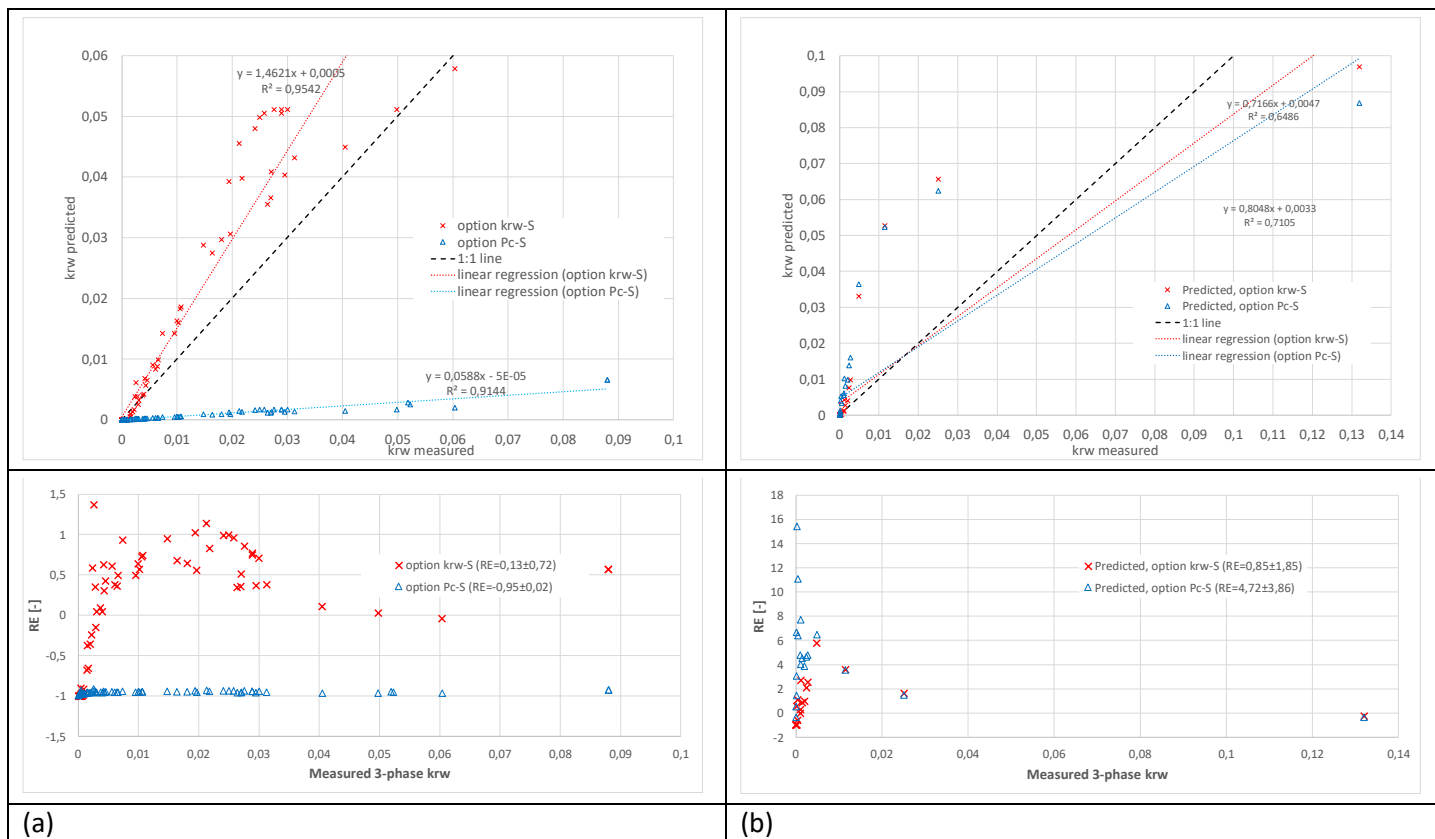 0,06
0,05
0,04
0,03
0,02
0,01
0
krw predicted
y = 1,4621x + 0,0005
R² = 0,9542
option krw-S
option Pc-S
1:1 line
linear regression (option krw-S)
linear regression (option Pc-S)
y = 0,0588x - 5E-05
R² = 0,9144
0 0,01 0,02 0,03 0,04 0,05 0,06 0,07 0,08 0,09 0,1
krw measured
0,1
0,09
0,08
0,07
0,06
0,05
0,04
0,03
0,02
0,01
0
krw predicted
y = 0,7166x + 0,0047
R² = 0,6486
y = 0,8048x + 0,0033
R² = 0,7105
Predicted, option krw-S
Predicted, option Pc-S
1:1 line
linear regression (option krw-S)
linear regression (option Pc-S)
0 0,01 0,02 0,03 0,04 0,05 0,06 0,07 0,08 0,09 0,1 0,11 0,12 0,13 0,14
krw measured
1,5
1
0,5
0
-0,5
-1
-1,5
RE [-]
option krw-S (RE=0,13±0,72)
option Pc-S (RE=-0,95±0,02)
0 0,01 0,02 0,03 0,04 0,05 0,06 0,07 0,08 0,09 0,1
Measured 3-phase krw
18
16
14
12
10
8
6
4
2
0
-2
RE [-]
Predicted, option krw-S (RE=0,85±1,85)
Predicted, option Pc-S (RE=4,72±3,86)
0 0,02 0,04 0,06 0,08 0,1 0,12 0,14
Measured 3-phase krw
(a)
(b)